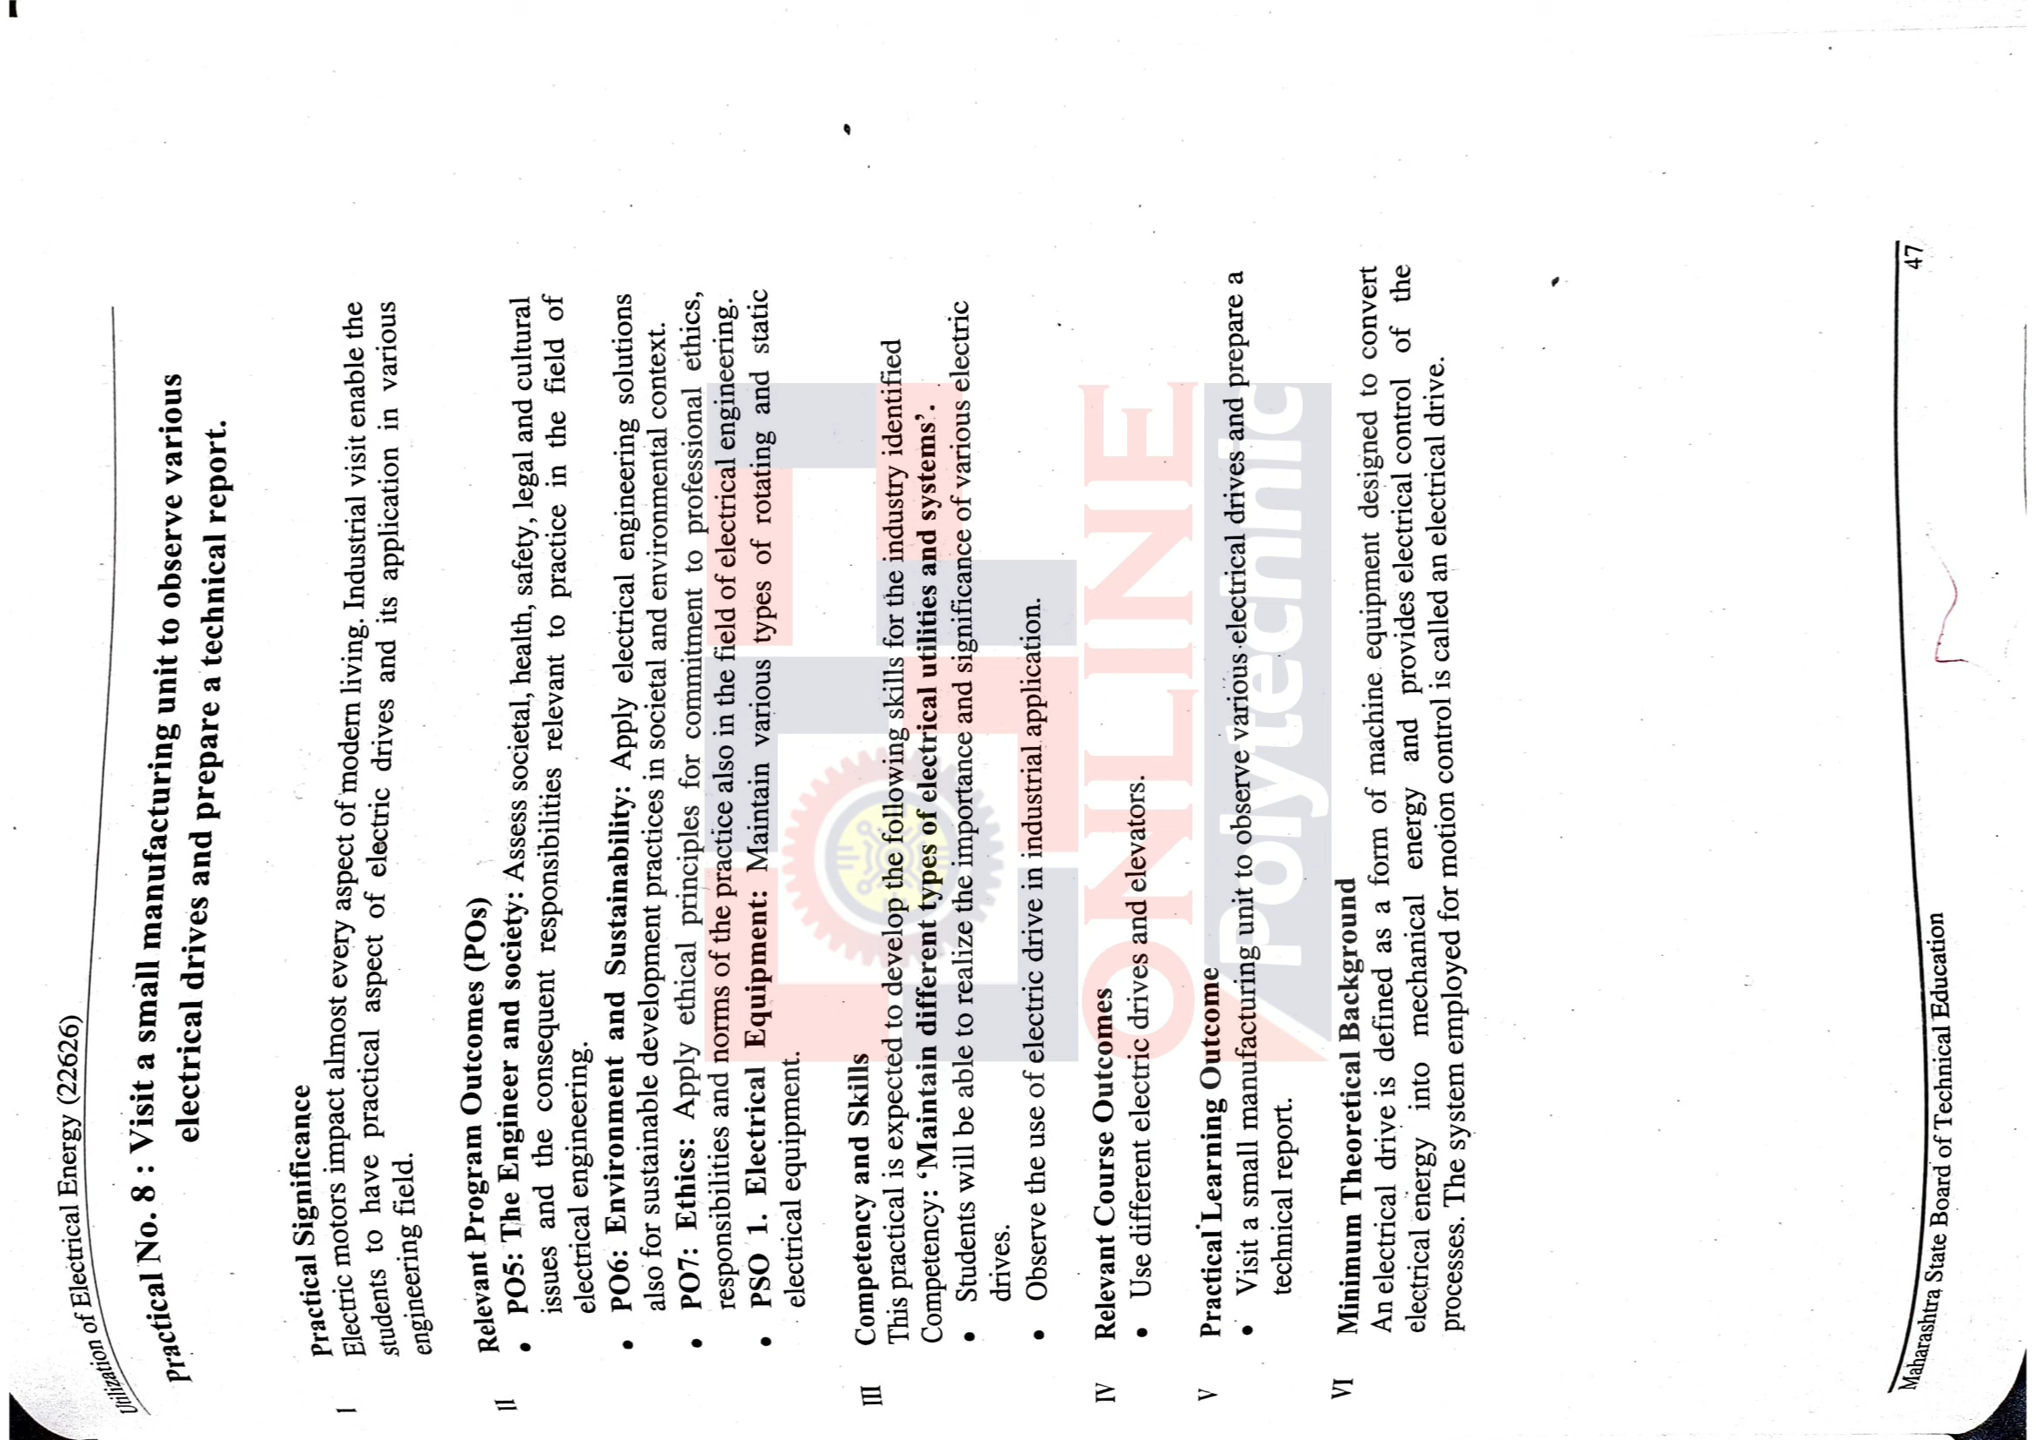 Utilization of Electrical Energy (22626)
Practical No. 8 : Visit a small manufacturing unit to observe various
electrical drives and prepare a technical report.
I Practical Significance
Electric motors impact almost every aspect of modern living. Industrial visit enable the
students to have practical aspect of electric drives and its application in various
engineering field.
II Relevant Program Outcomes (POs)
• PO5: The Engineer and society: Assess societal, health, safety, legal and cultural
issues and the consequent responsibilities relevant to practice in the field of
electrical engineering.
• PO6: Environment and Sustainability: Apply electrical engineering solutions
also for sustainable development practices in societal and environmental context.
• PO7: Ethics: Apply ethical principles for commitment to professional ethics,
responsibilities and norms of the practice also in the field of electrical engineering.
• PSO 1. Electrical Equipment: Maintain various types of rotating and static
electrical equipment.
III Competency and Skills
This practical is expected to develop the following skills for the industry identified
Competency: ‘Maintain different types of electrical utilities and systems’.
• Students will be able to realize the importance and significance of various electric
drives.
• Observe the use of electric drive in industrial application.
IV Relevant Course Outcomes
• Use different electric drives and elevators.
V Practical Learning Outcome
• Visit a small manufacturing unit to observe various electrical drives and prepare a
technical report.
VI Minimum Theoretical Background
An electrical drive is defined as a form of machine equipment designed to convert
electrical energy into mechanical energy and provides electrical control of the
processes. The system employed for motion control is called an electrical drive.
ONLINE
Polytechnic
Maharashtra State Board of Technical Education
47